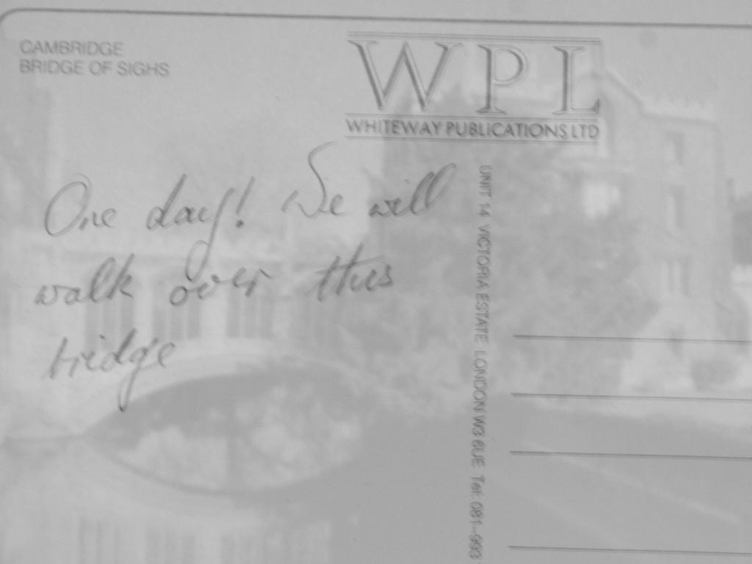 CAMBRIDGE
BRIDGE OF SIGHS
WPL
WHITEWAY PUBLICATIONS LTD
One day! We will
walk over this
bridge
UNIT 14 VICTORIA ESTATE LONDON W3 6UE Tel: 081-993